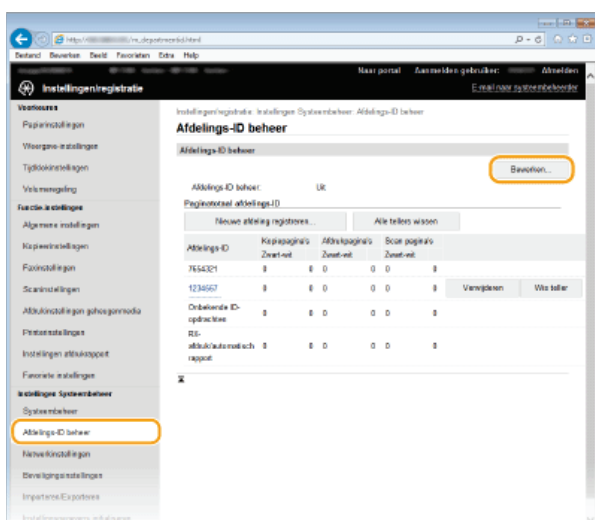 http:// /m_departmentid.html
Bestand Bewerken Beeld Favorieten Extra Help
Naar portal Aanmelden gebruiker: Afmelden
Instellingen/registratie
E-mail naar systeembeheerder
Voorkeuren
Papierinstellingen
Weergave-instellingen
Tijdklokinstellingen
Volumeregeling
Functie-instellingen
Algemene instellingen
Kopieerinstellingen
Faxinstellingen
Scaninstellingen
Afdrukinstellingen geheugenmedia
Printerinstellingen
Instellingen afdrukrapport
Favoriete instellingen
Instellingen Systeembeheer
Systeembeheer
Afdelings-ID beheer
Netwerkinstellingen
Beveiligingsinstellingen
Importeren/Exporteren
Instellingen/registratie: Instellingen Systeembeheer: Afdelings-ID beheer
Afdelings-ID beheer
Afdelings-ID beheer
Bewerken...
Afdelings-ID beheer: Uit
Paginatotaal afdelings-ID
Nieuwe afdeling registreren... Alle tellers wissen
Afdelings-ID Kopiepagina's Afdrukpagina's Scan pagina's
Zwart-wit Zwart-wit Zwart-wit
7654321 0 0 0 0 0 0
1234567 0 0 0 0 0 0 Verwijderen Wis teller
Onbekende ID-opdrachten 0 0 0 0 0 0
RX-afdruk/automatisch rapport 0 0 0 0 0 0